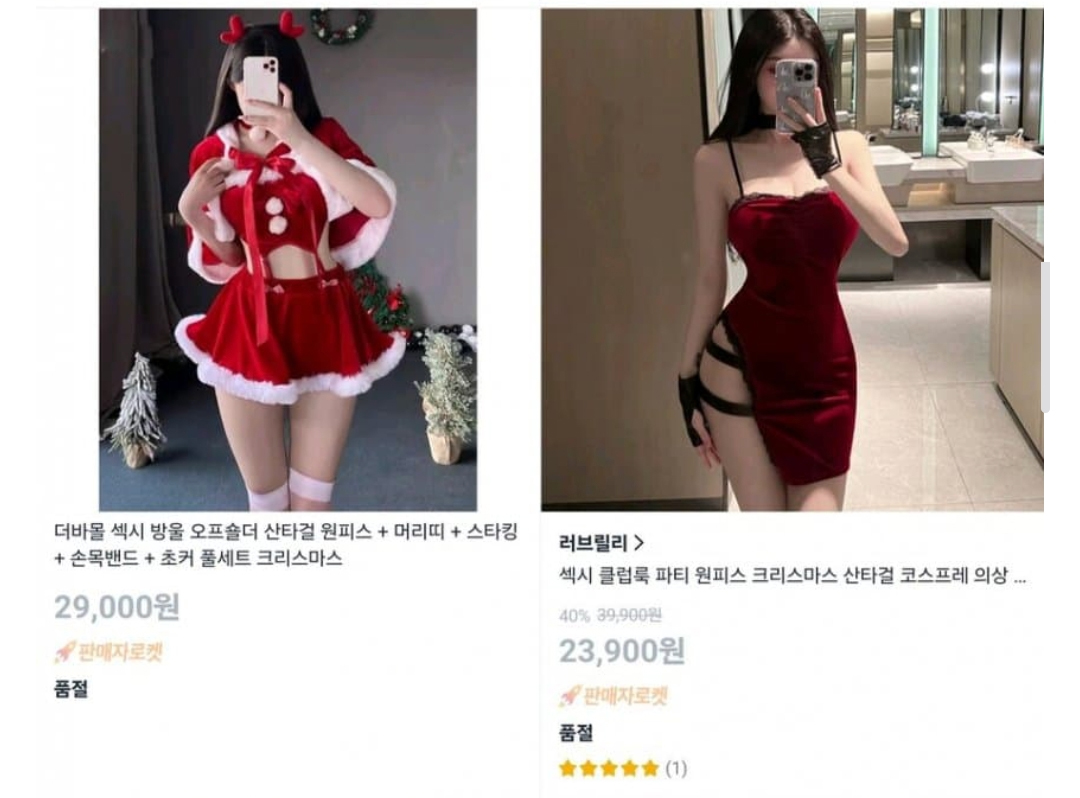 더바몰 섹시 방울 오프숄더 산타걸 원피스 + 머리띠 + 스타킹
+ 손목밴드 + 초커 풀세트 크리스마스
29,000원
판매자로켓
품절
러브릴리 >
섹시 클럽룩 파티 원피스 크리스마스 산타걸 코스프레 의상 ...
40% 39,900원
23,900원
판매자로켓
품절
(1)